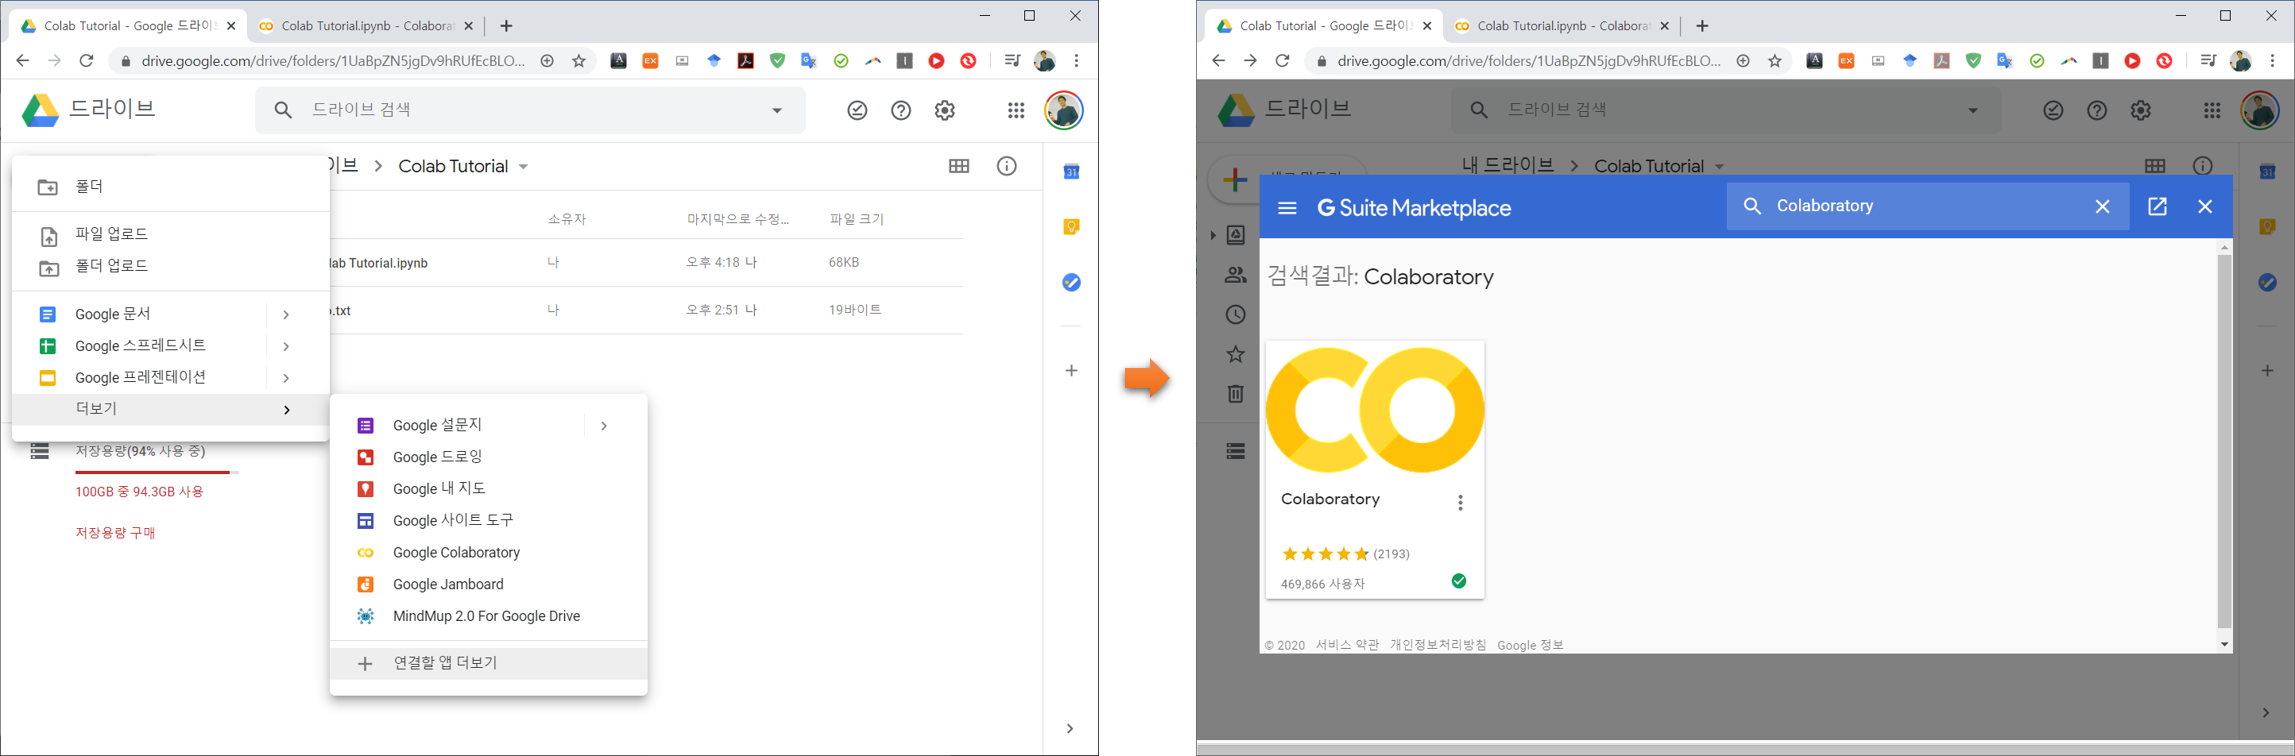 Colab Tutorial - Google 드라이브
Colab Tutorial.ipynb - Colaborat
drive.google.com/drive/folders/1UaBpZN5jgDv9hRUfEcBLO...
드라이브
드라이브 검색
이브 > Colab Tutorial
폴더
파일 업로드
폴더 업로드
Google 문서
Google 스프레드시트
Google 프레젠테이션
더보기
소유자
마지막으로 수정...
파일 크기
lab Tutorial.ipynb
나
오후 4:18 나
68KB
.txt
나
오후 2:51 나
19바이트
31
저장용량(94% 사용 중)
100GB 중 94.3GB 사용
저장용량 구매
Google 설문지
Google 드로잉
Google 내 지도
Google 사이트 도구
Google Colaboratory
Google Jamboard
MindMup 2.0 For Google Drive
연결할 앱 더보기
Colab Tutorial - Google 드라이브
Colab Tutorial.ipynb - Colaborat
drive.google.com/drive/folders/1UaBpZN5jgDv9hRUfEcBLO...
드라이브
드라이브 검색
내 드라이브 > Colab Tutorial
31
G Suite Marketplace
Colaboratory
검색결과: Colaboratory
Colaboratory
(2193)
469,866 사용자
© 2020 서비스 약관 개인정보처리방침 Google 정보